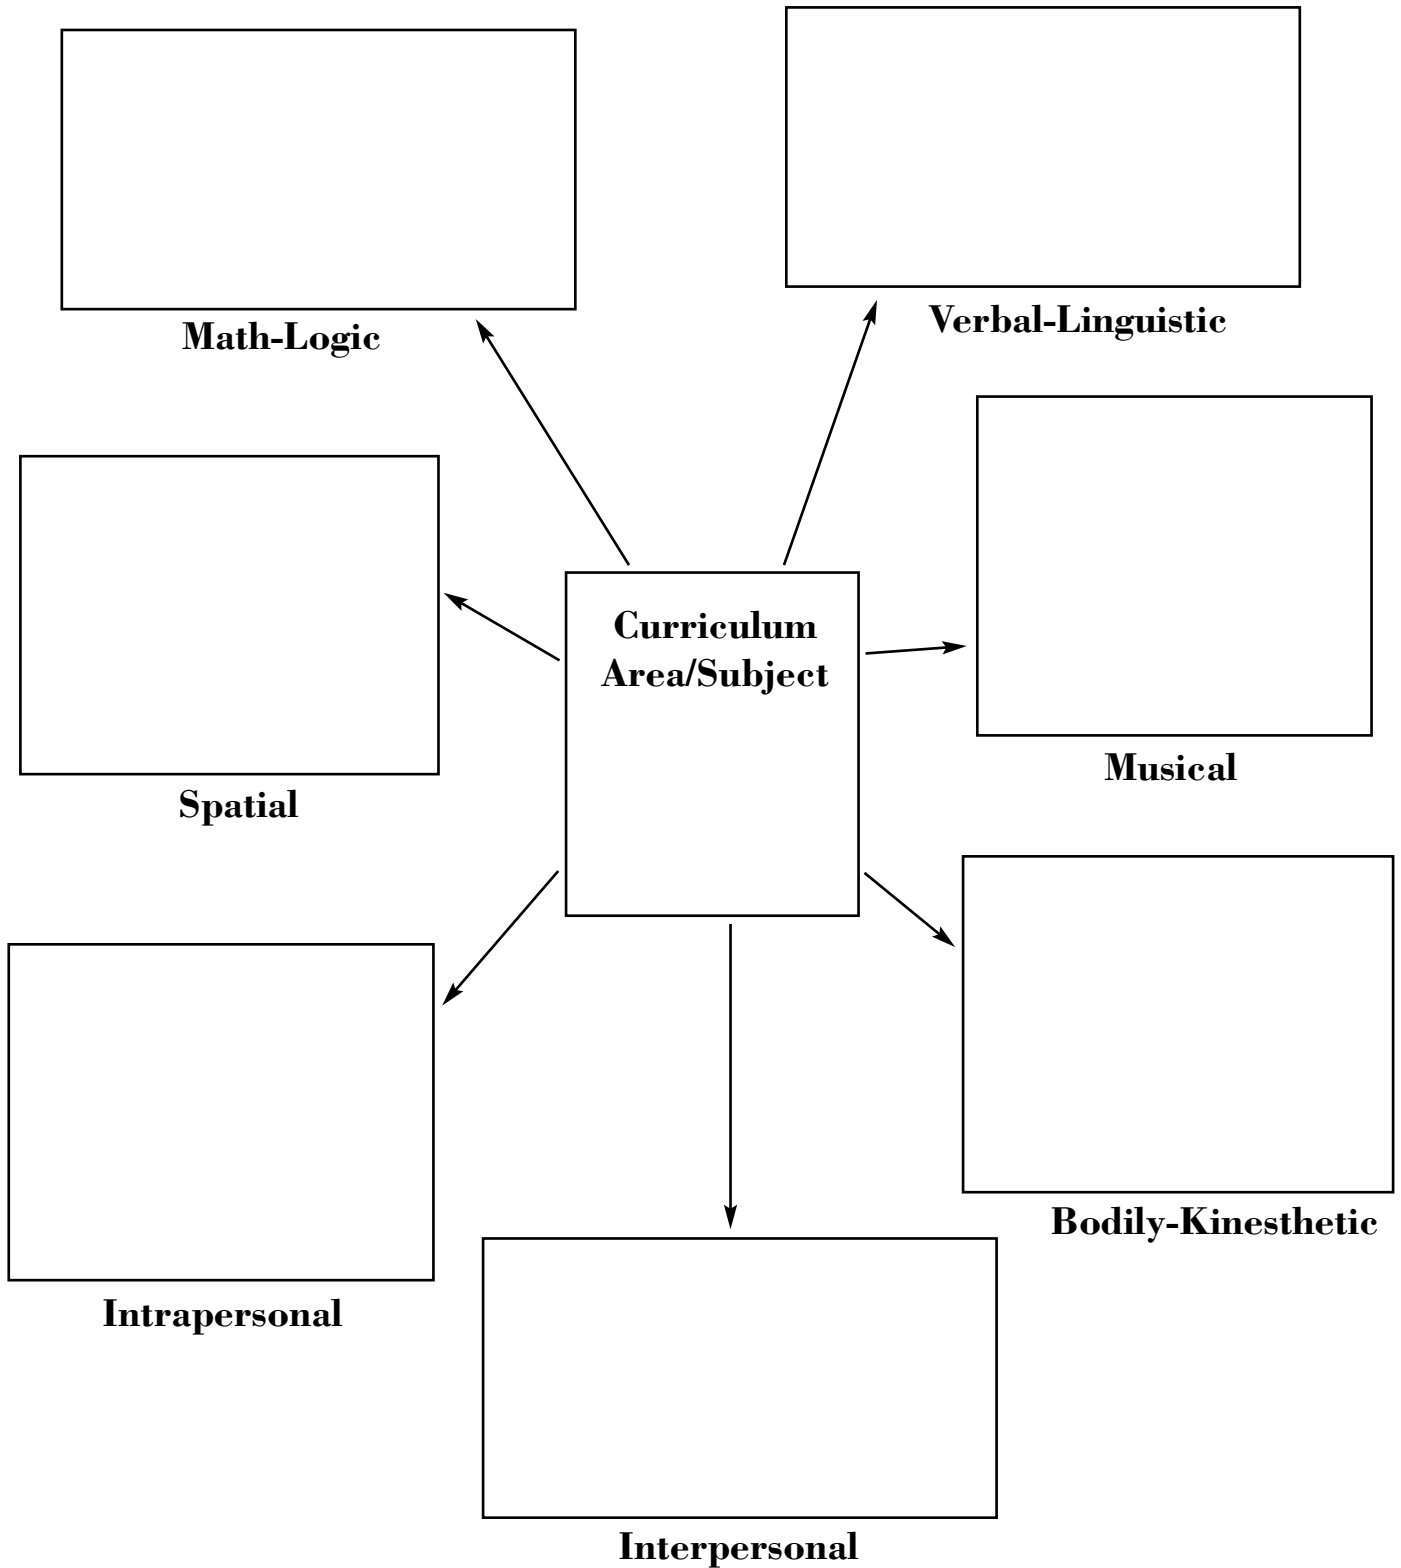 Verbal-Linguistic
Math-Logic
Curriculum
Area/Subject
Musical
Spatial
Bodily-Kinesthetic
Intrapersonal
Interpersonal